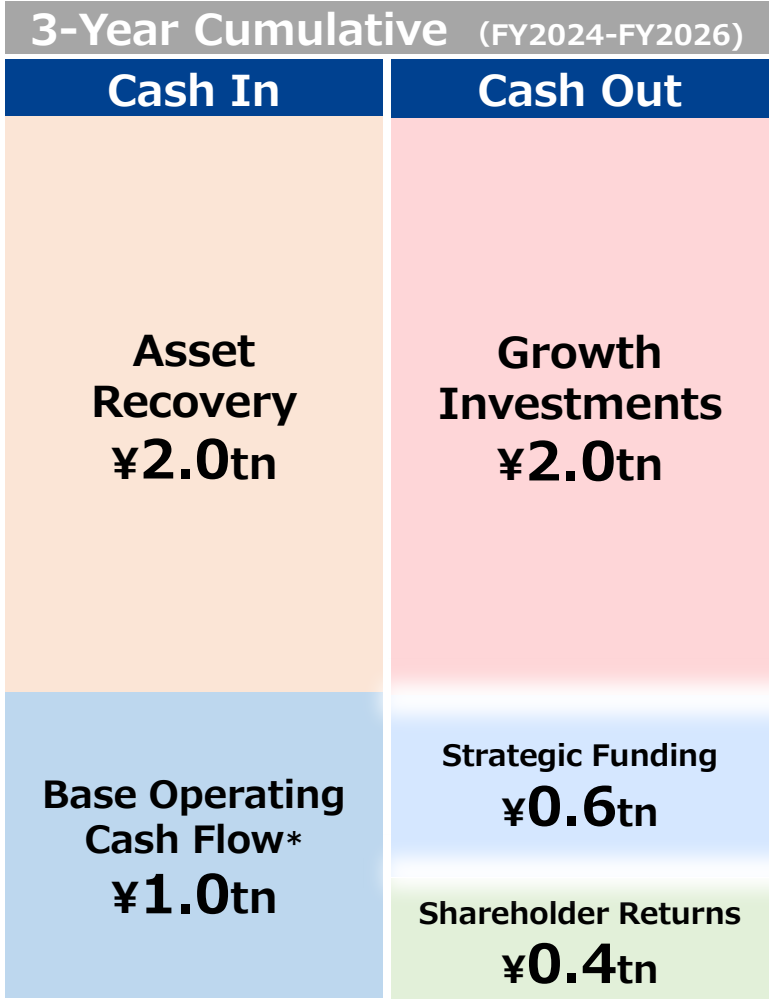 3-Year Cumulative (FY2024-FY2026)
Cash In
Cash Out
Asset
Recovery
¥2.0tn
Growth
Investments
¥2.0tn
Base Operating
Cash Flow*
¥1.0tn
Strategic Funding
¥0.6tn
Shareholder Returns
¥0.4tn